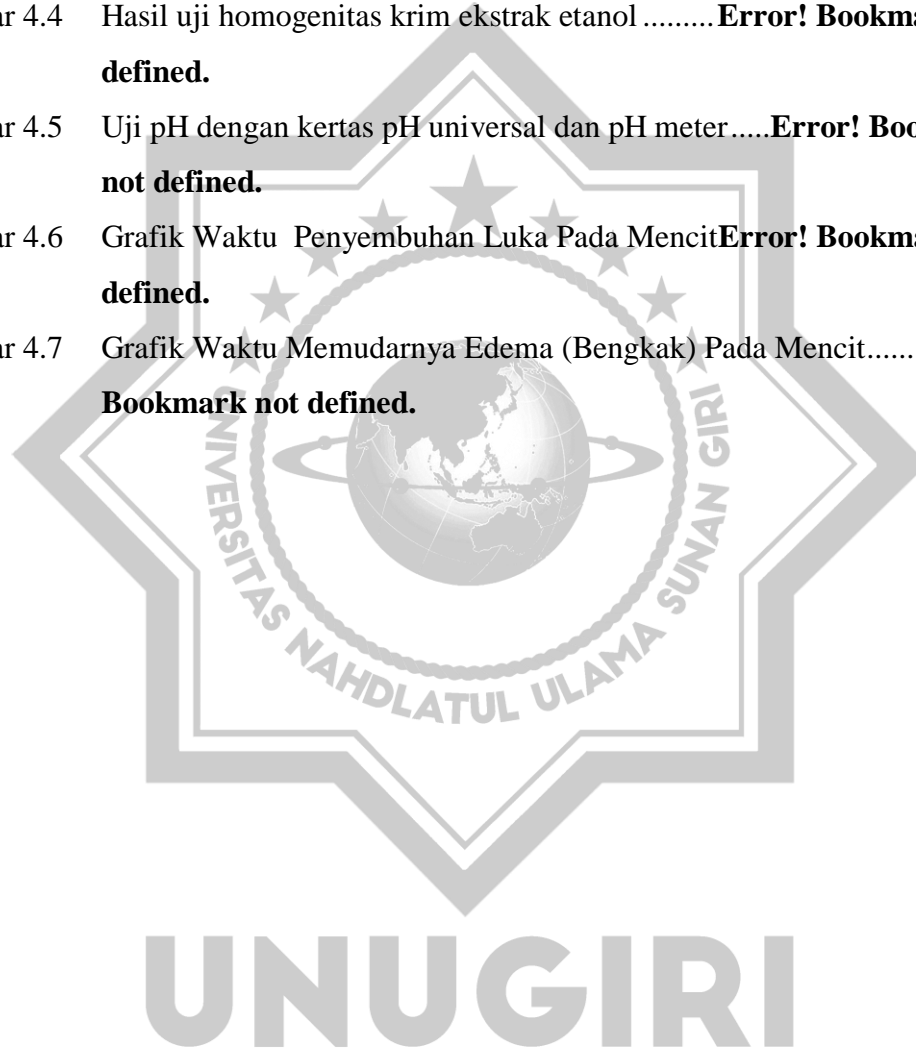 ar 4.4 Hasil uji homogenitas krim ekstrak etanol .........Error! Bookma
defined.
ar 4.5 Uji pH dengan kertas pH universal dan pH meter.....Error! Boo
not defined.
ar 4.6 Grafik Waktu Penyembuhan Luka Pada MencitError! Bookma
defined.
ar 4.7 Grafik Waktu Memudarnya Edema (Bengkak) Pada Mencit......
Bookmark not defined.
UNIVERSITAS NAHDLATUL ULAMA SUNAN GIRI
UNUGIRI